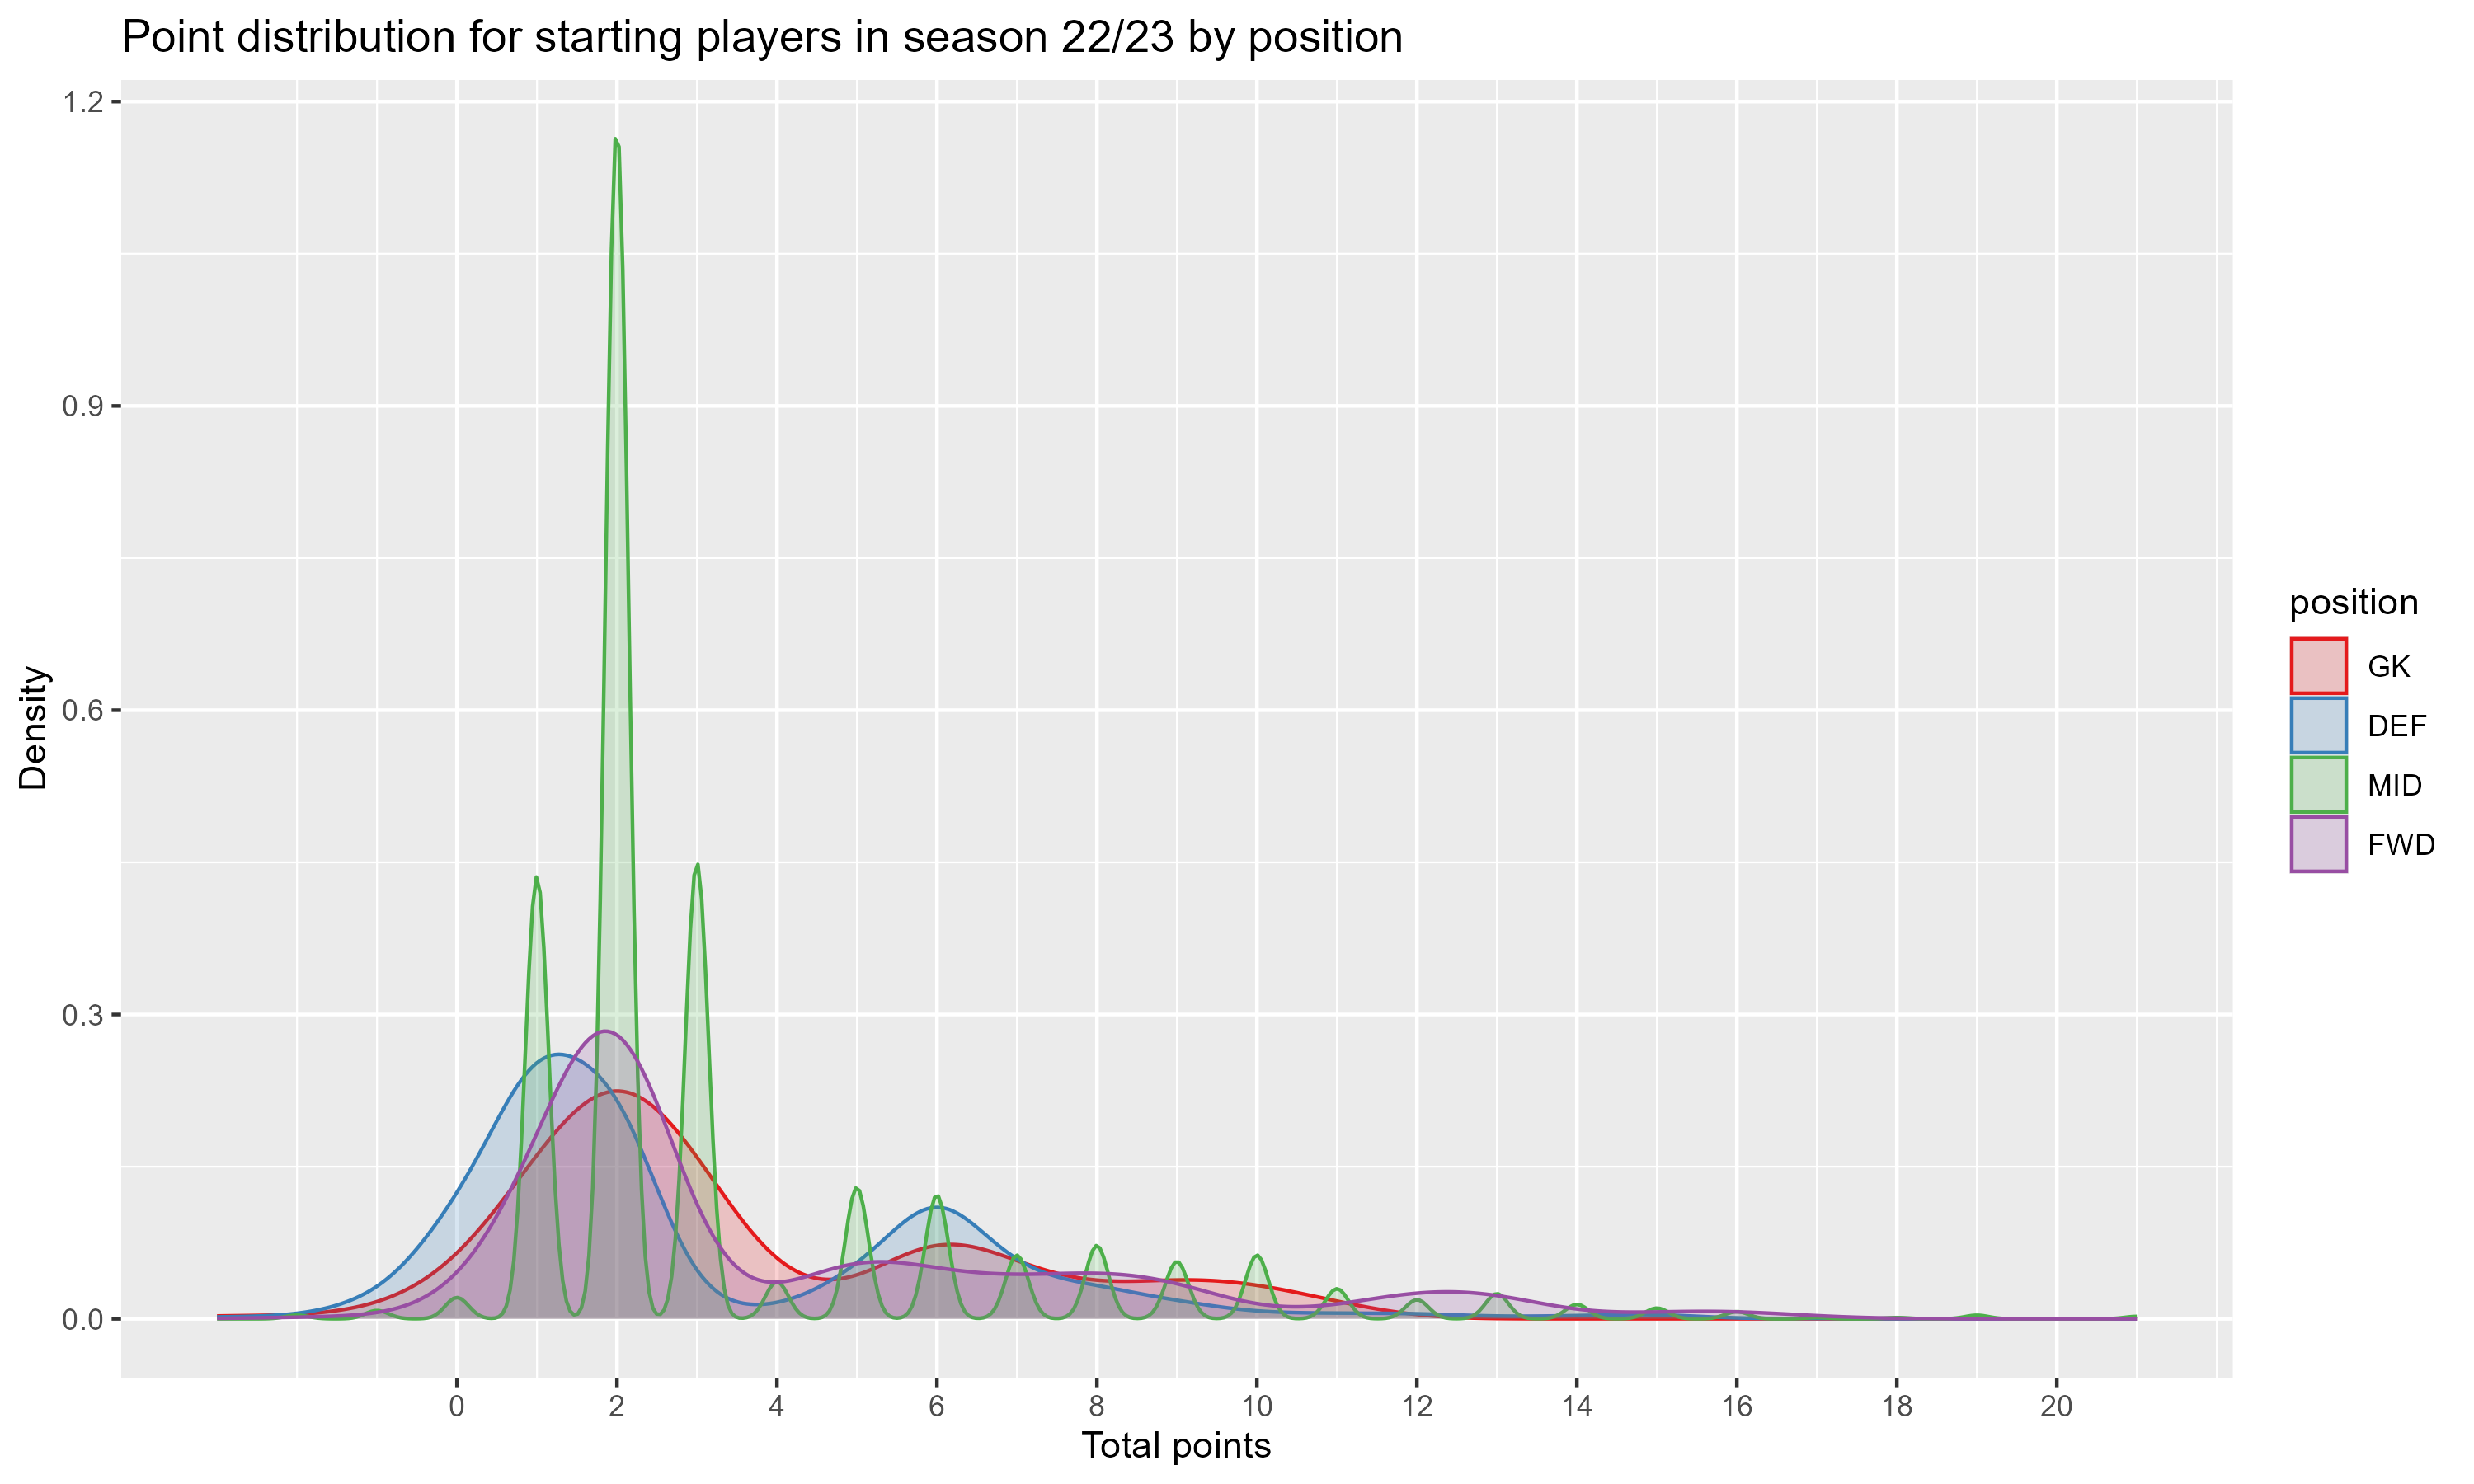 Point distribution for starting players in season 22/23 by position
1.2
0.9
0.6
0.3
0.0
Density
0 2 4 6 8 10 12 14 16 18 20
Total points
position
GK
DEF
MID
FWD